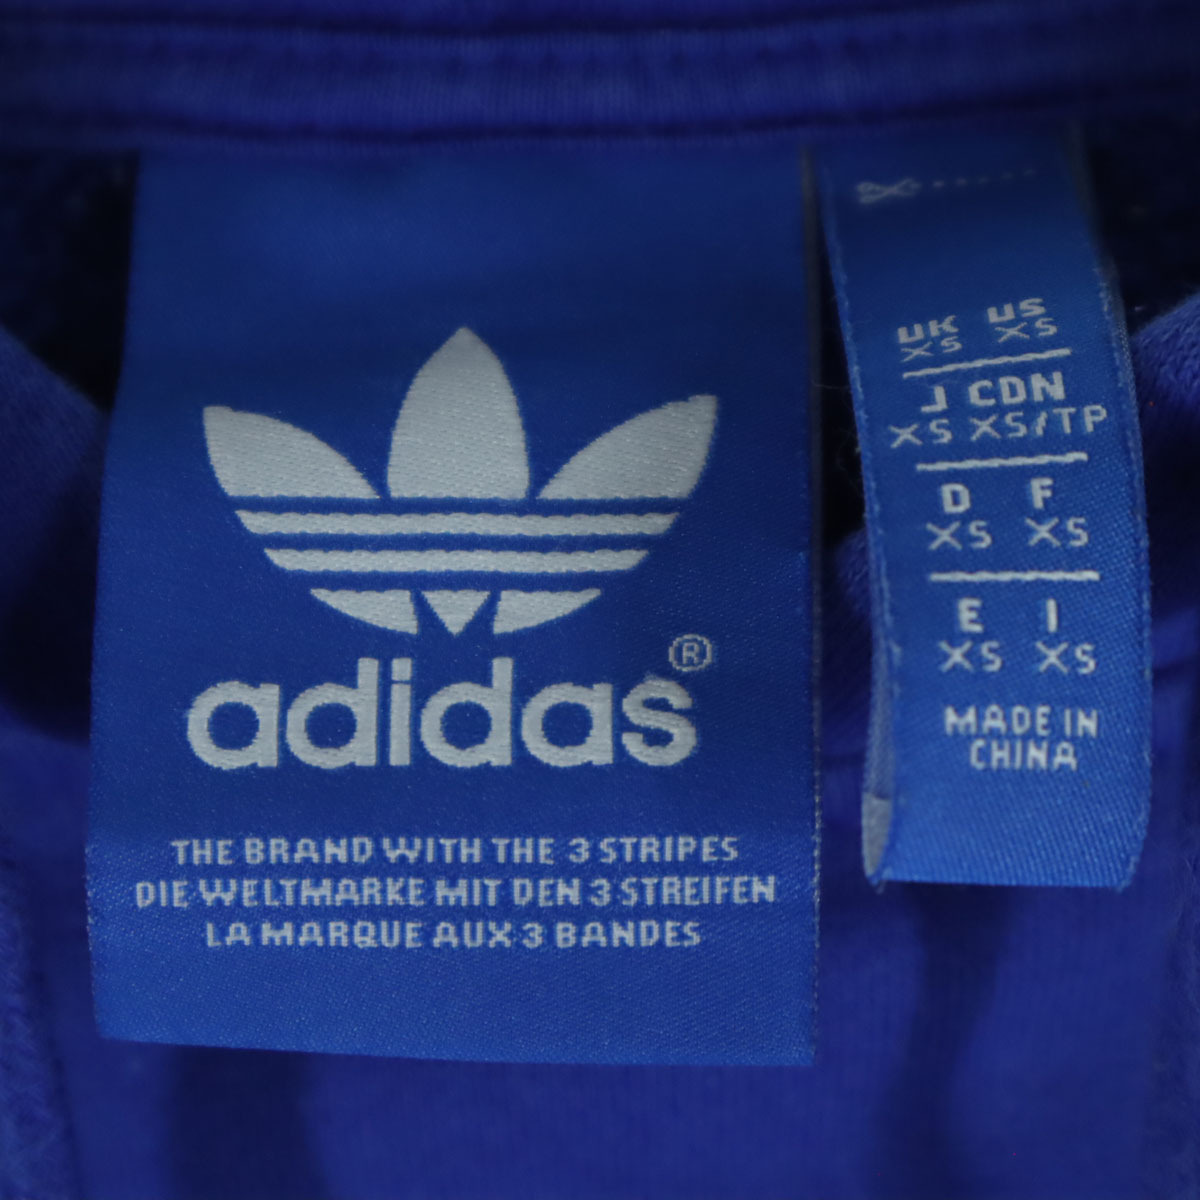 adidas®
THE BRAND WITH THE 3 STRIPES
DIE WELTMARKE MIT DEN 3 STREIFEN
LA MARQUE AUX 3 BANDES
UK US
XS XS
J CDN
XS XS/TP
D F
XS XS
E I
XS XS
MADE IN
CHINA